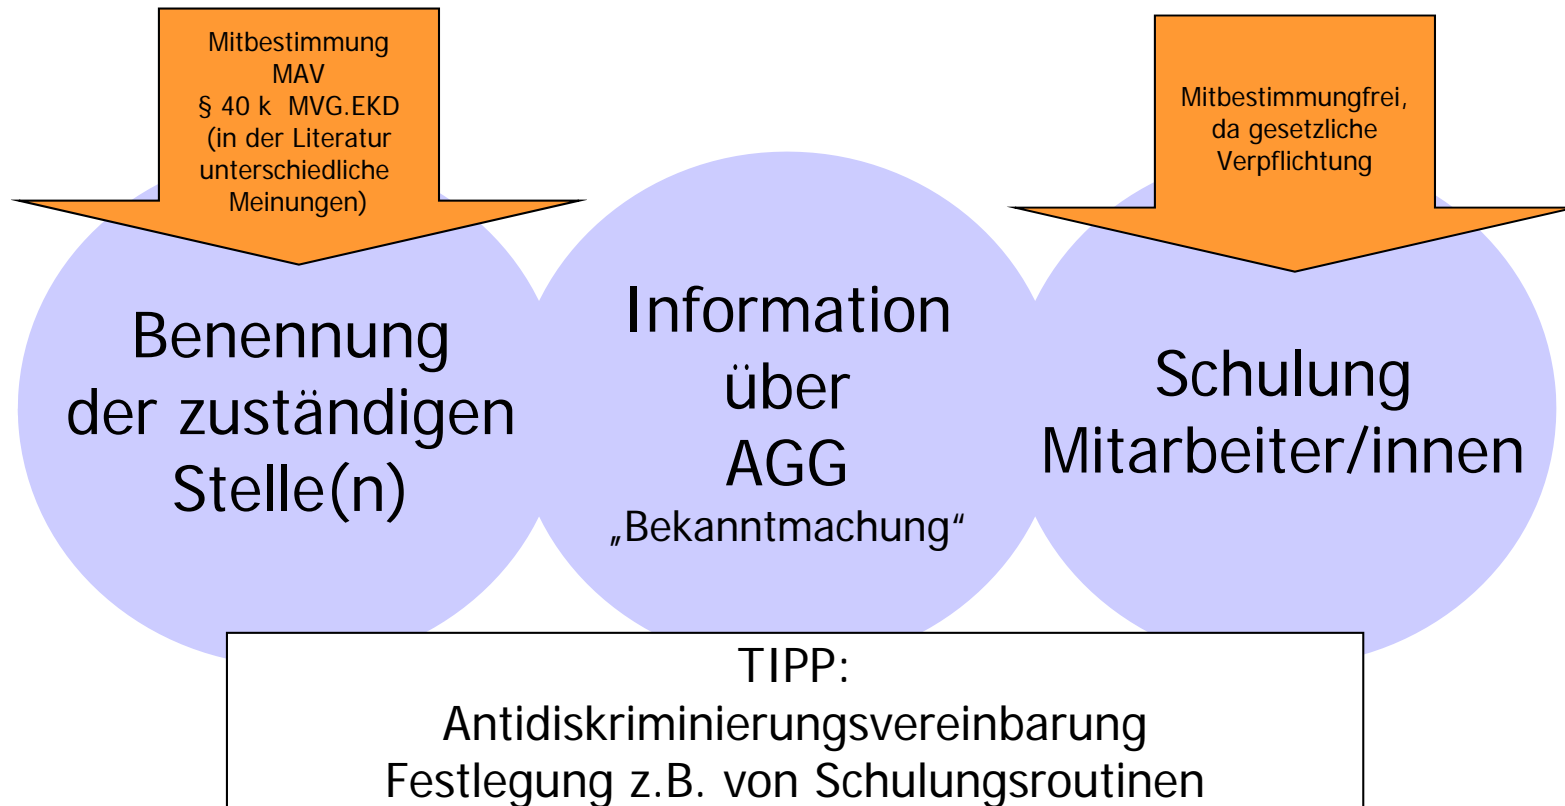 Mitbestimmung
MAV
§ 40 k MVG.EKD
(in der Literatur
unterschiedliche
Meinungen)
Mitbestimmungfrei,
da gesetzliche
Verpflichtung
Benennung
der zuständigen
Stelle(n)
Information
über
AGG
„Bekanntmachung“
Schulung
Mitarbeiter/innen
TIPP:
Antidiskriminierungsvereinbarung
Festlegung z.B. von Schulungsroutinen